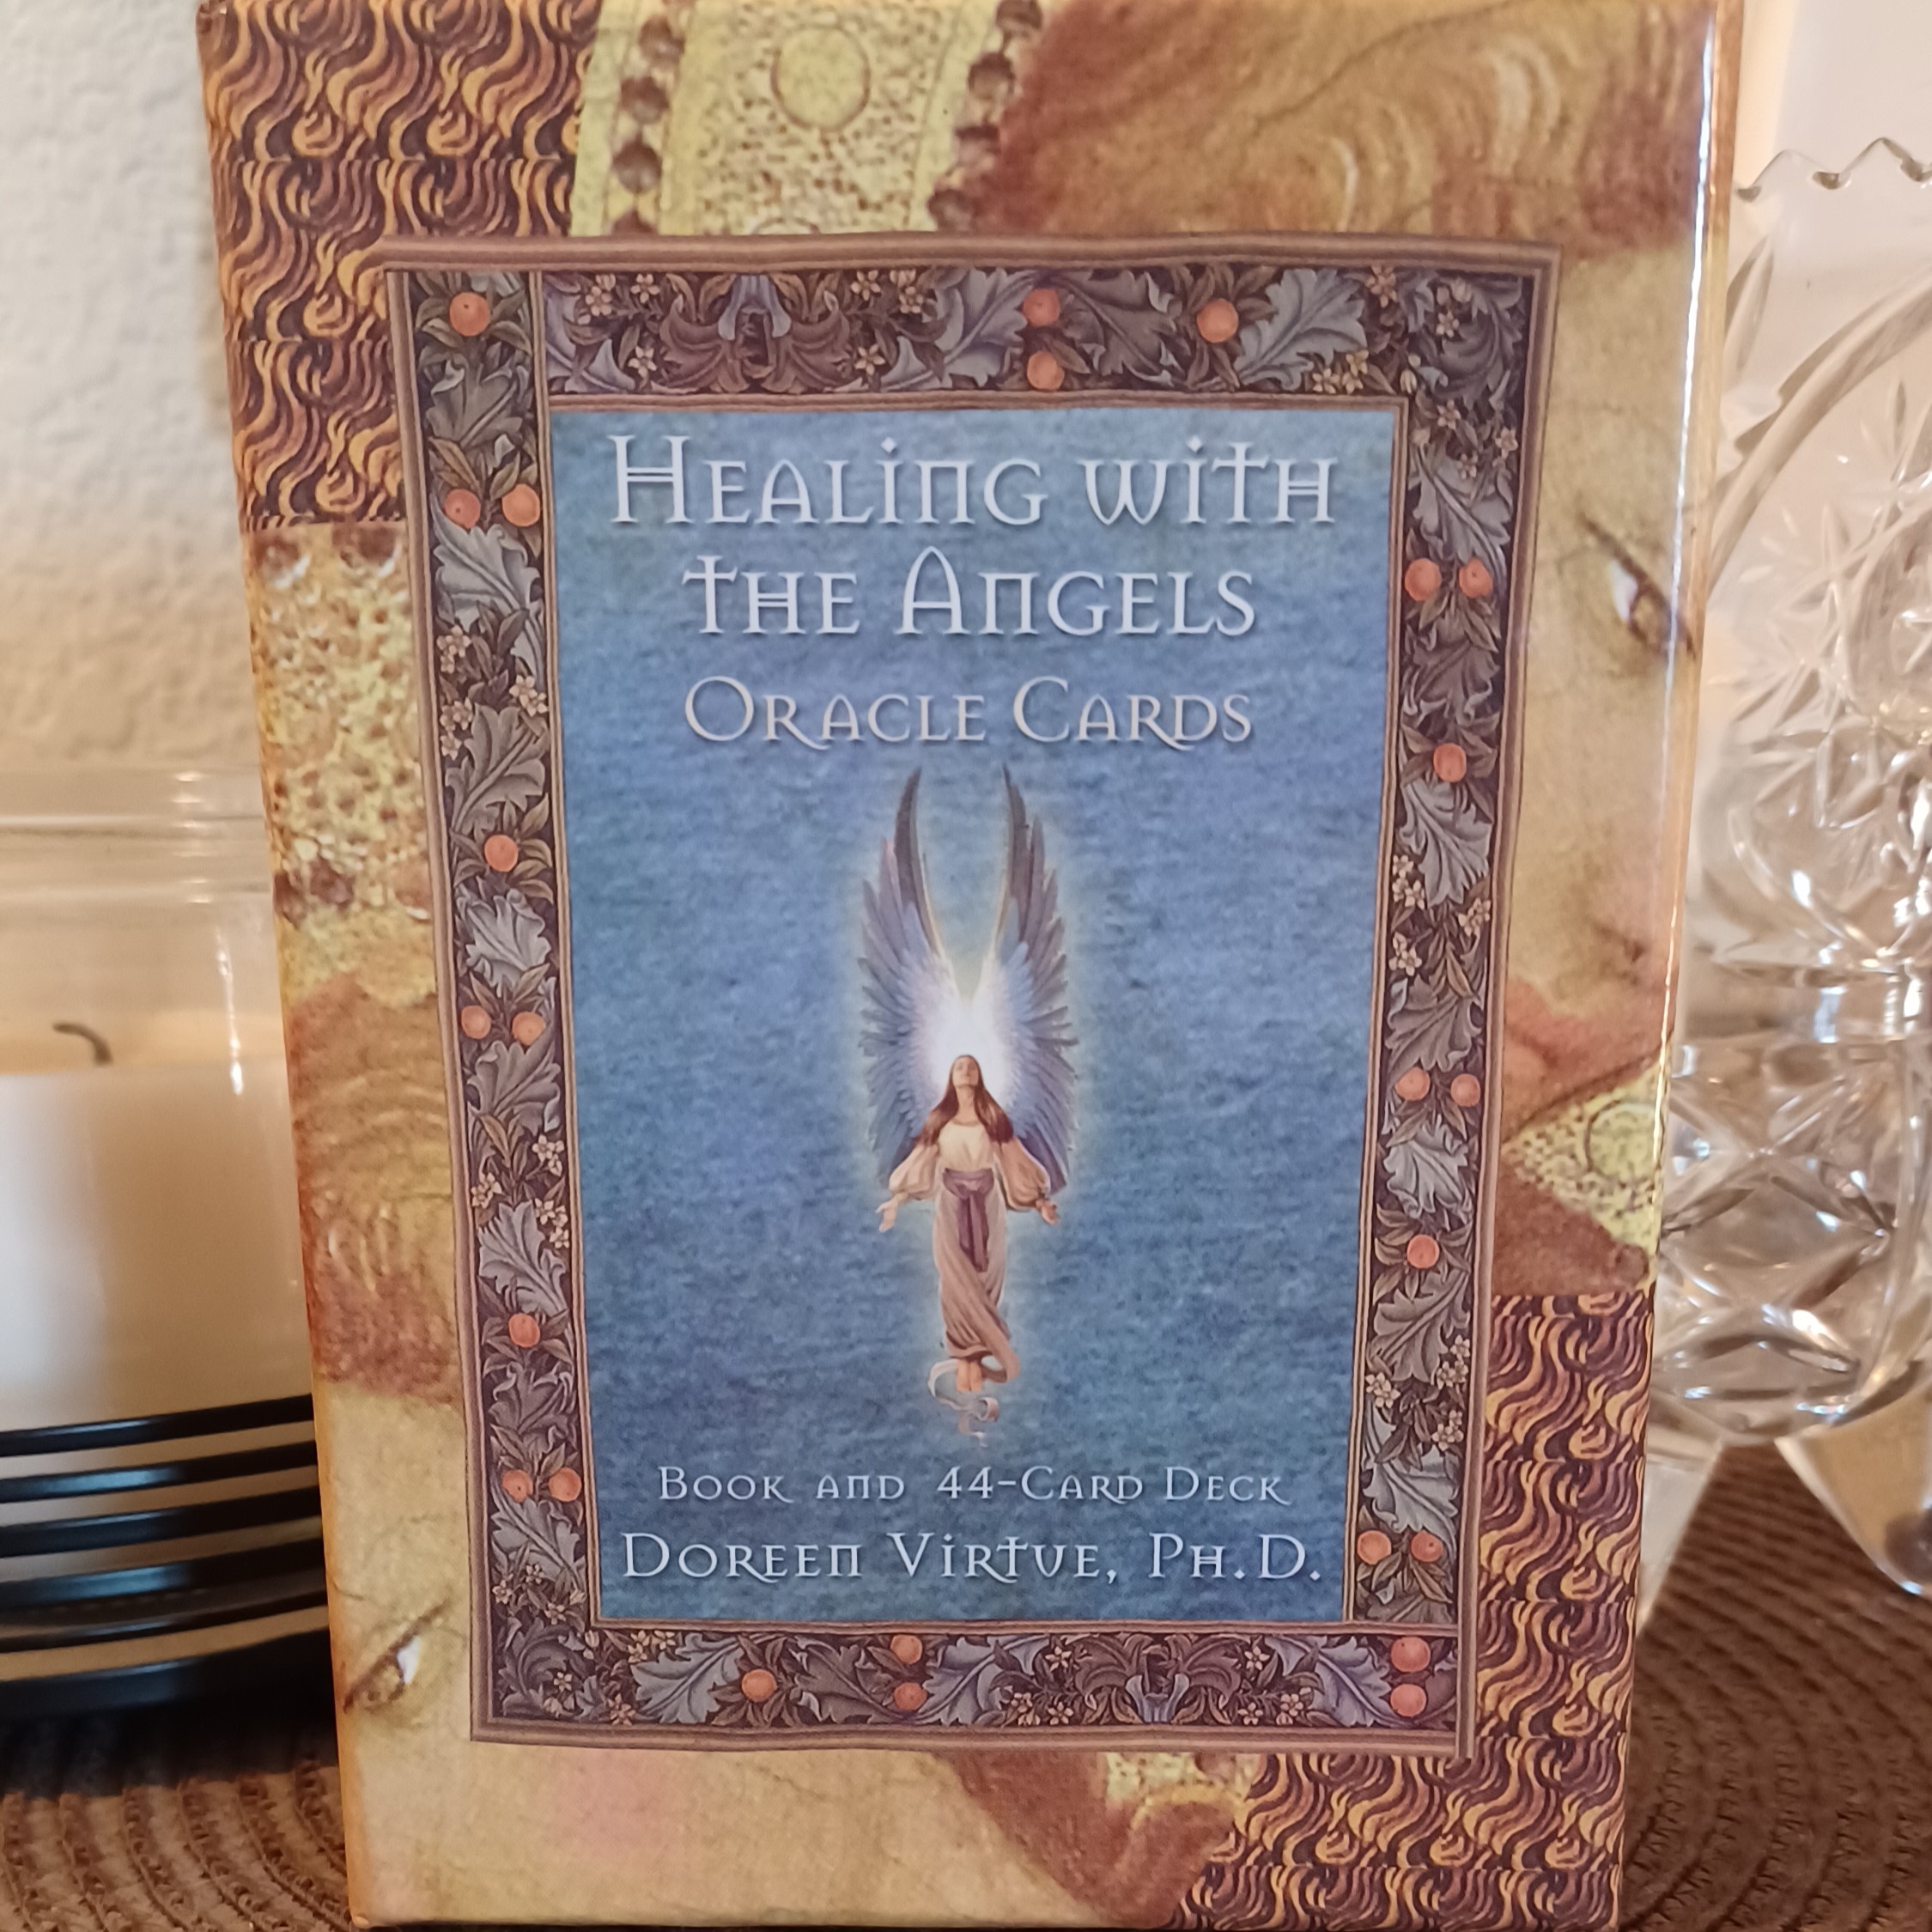 Healing with
the Angels
Oracle Cards
Book and 44-Card Deck
Doreen Virtue, Ph.D.